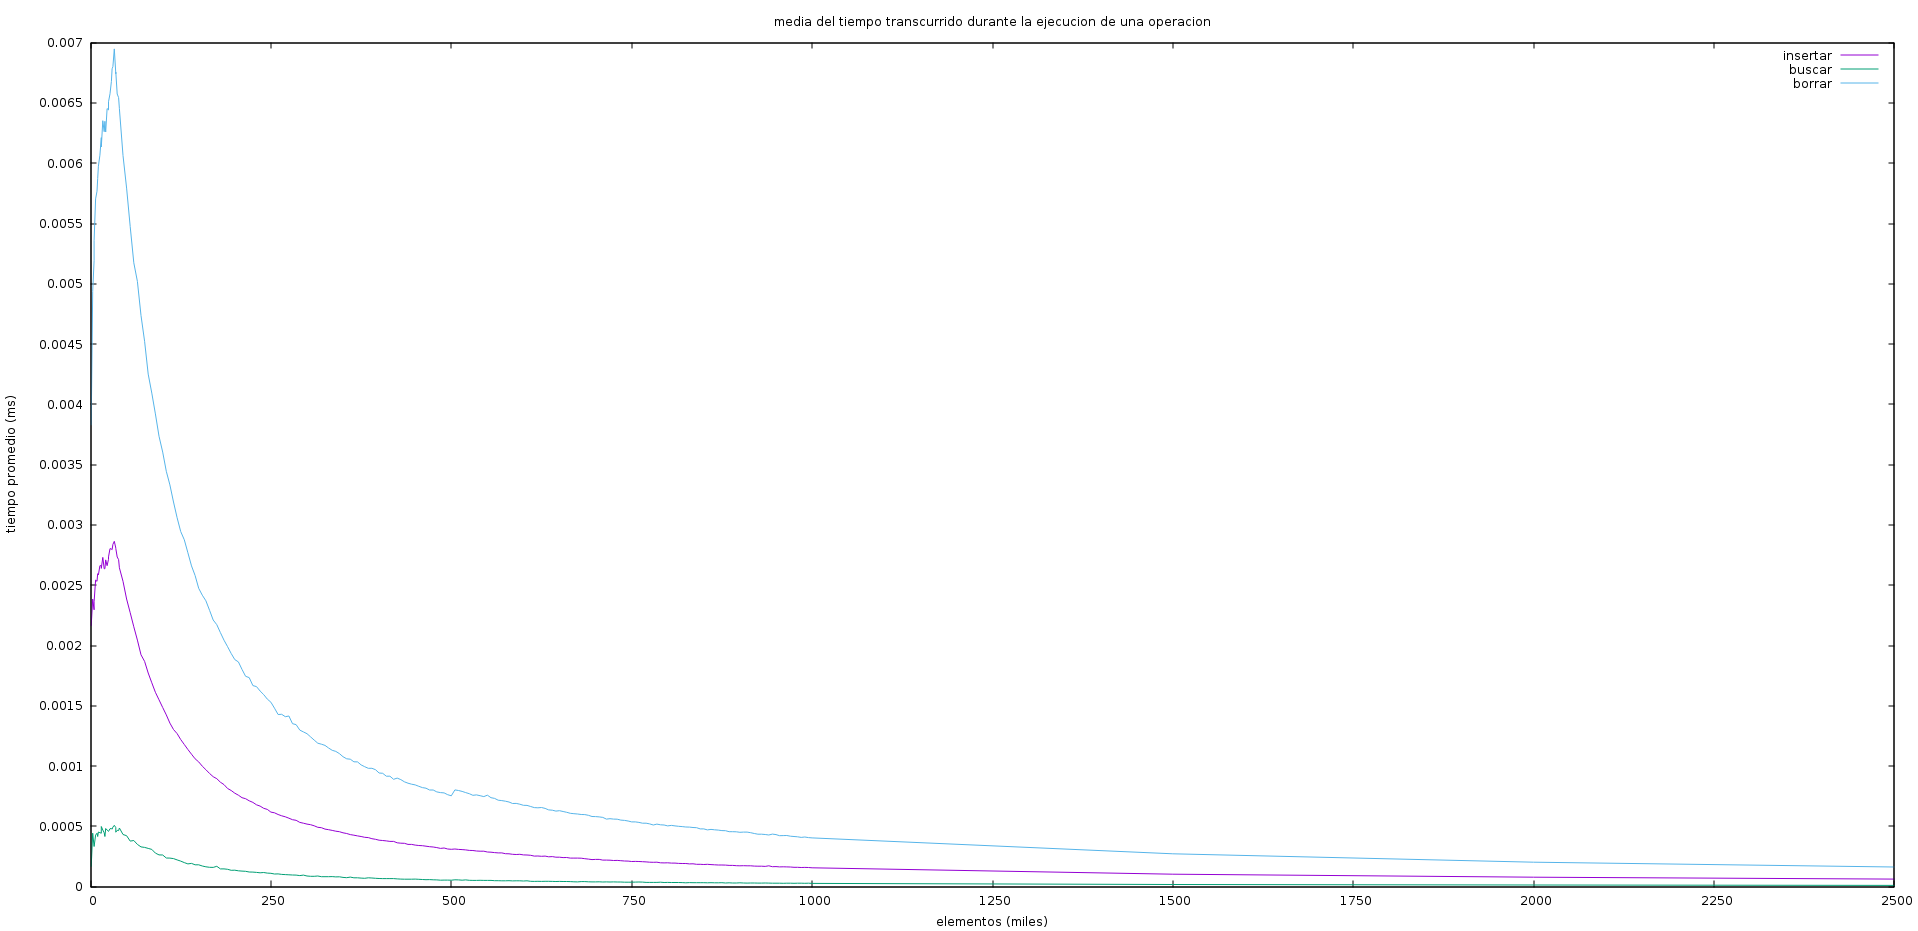 media del tiempo transcurrido durante la ejecucion de una operacion
insertar
buscar
borrar
0.007
0.0065
0.006
0.0055
0.005
0.0045
0.004
0.0035
0.003
0.0025
0.002
0.0015
0.001
0.0005
0
tiempo promedio (ms)
0 250 500 750 1000 1250 1500 1750 2000 2250 2500
elementos (miles)